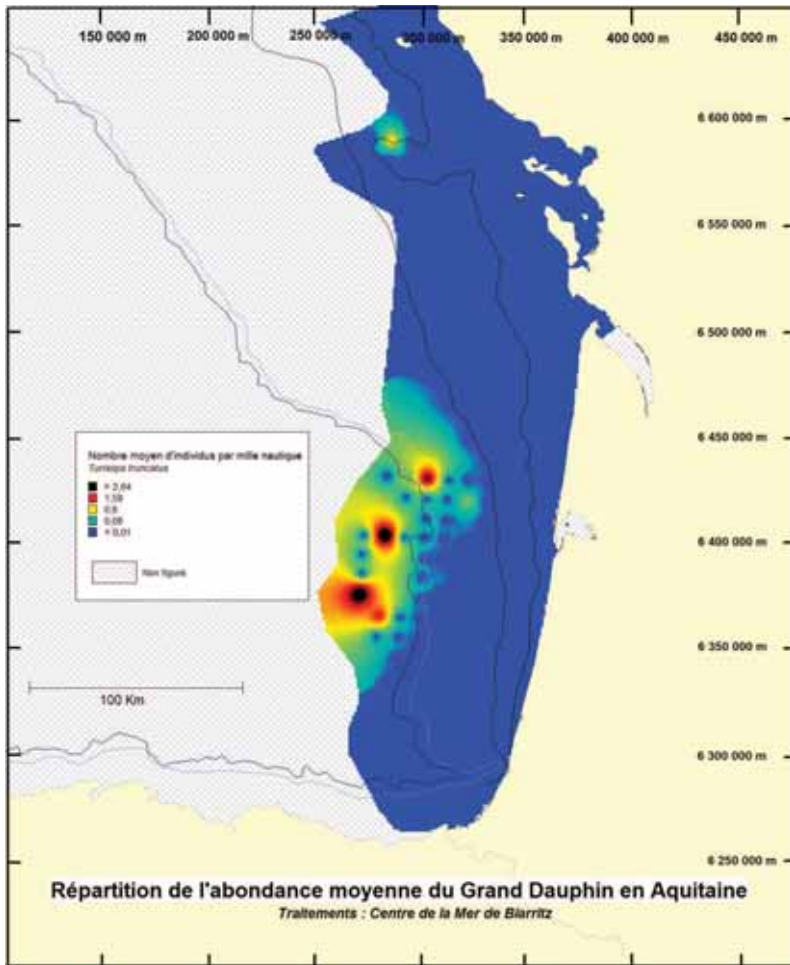 150 000 m 200 000 m 250 000 m 300 000 m 350 000 m 400 000 m 450 000 m
6 600 000 m
6 550 000 m
6 500 000 m
6 450 000 m
Nombre moyen d'individus par mille nautique
Tursiops truncatus
= 2,64
1,59
0,8
0,08
= 0,01
Non figuré
6 400 000 m
6 350 000 m
100 Km
6 300 000 m
6 250 000 m
Répartition de l'abondance moyenne du Grand Dauphin en Aquitaine
Traitements : Centre de la Mer de Biarritz